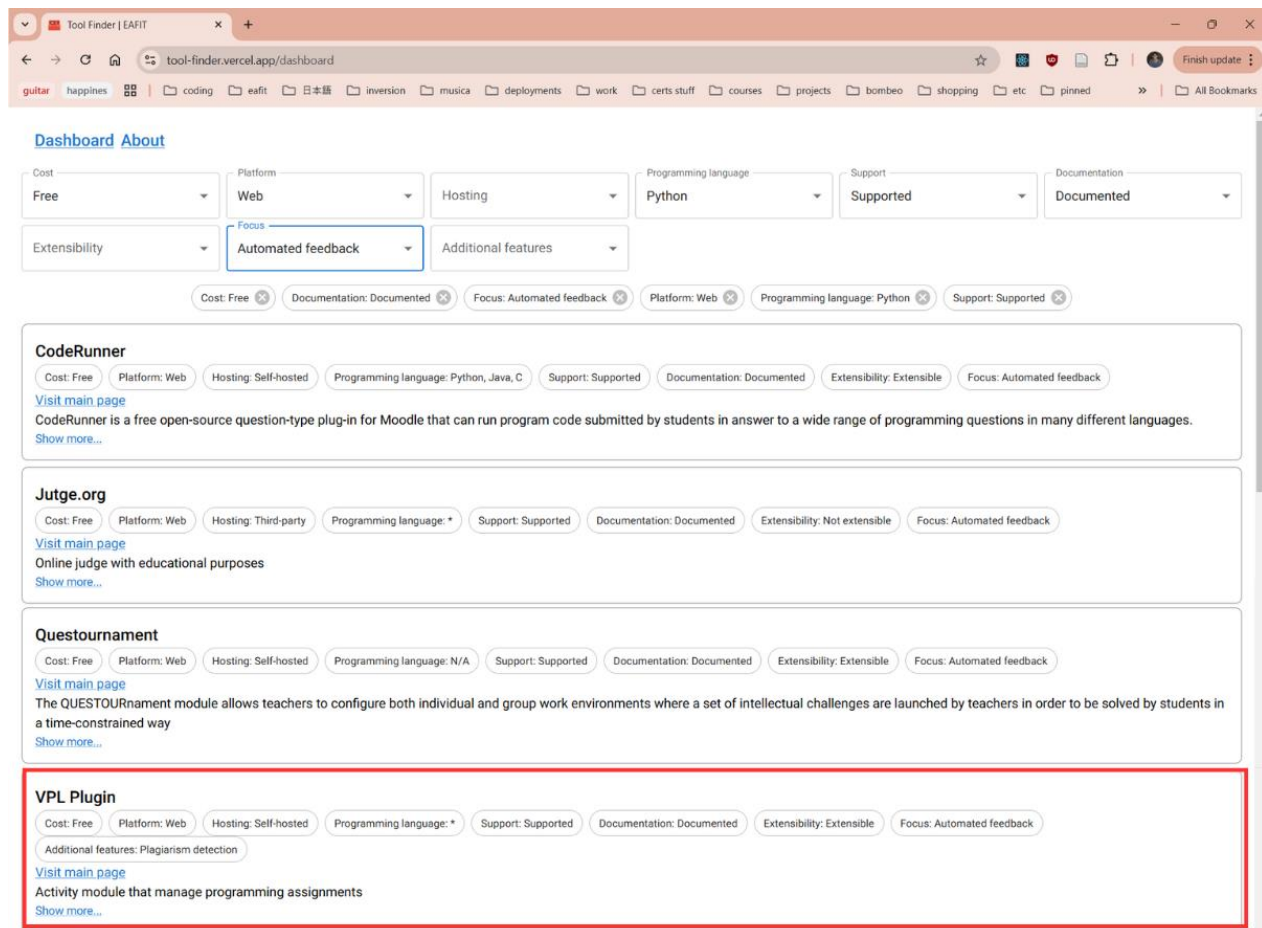 Tool Finder | EAFIT
tool-finder.vercel.app/dashboard
Finish update
guitar happines coding eafit 日本語 inversion musica deployments work certs stuff courses projects bombeo shopping etc pinned » All Bookmarks
Dashboard About
Cost Platform Programming language Support Documentation
Free Web Hosting Python Supported Documented
Focus
Extensibility Automated feedback Additional features
Cost: Free Documentation: Documented Focus: Automated feedback Platform: Web Programming language: Python Support: Supported
CodeRunner
Cost: Free Platform: Web Hosting: Self-hosted Programming language: Python, Java, C Support: Supported Documentation: Documented Extensibility: Extensible Focus: Automated feedback
Visit main page
CodeRunner is a free open-source question-type plug-in for Moodle that can run program code submitted by students in answer to a wide range of programming questions in many different languages.
Show more...
Jutge.org
Cost: Free Platform: Web Hosting: Third-party Programming language: * Support: Supported Documentation: Documented Extensibility: Not extensible Focus: Automated feedback
Visit main page
Online judge with educational purposes
Show more...
Questournament
Cost: Free Platform: Web Hosting: Self-hosted Programming language: N/A Support: Supported Documentation: Documented Extensibility: Extensible Focus: Automated feedback
Visit main page
The QUESTOURnament module allows teachers to configure both individual and group work environments where a set of intellectual challenges are launched by teachers in order to be solved by students in
a time-constrained way
Show more...
VPL Plugin
Cost: Free Platform: Web Hosting: Self-hosted Programming language: * Support: Supported Documentation: Documented Extensibility: Extensible Focus: Automated feedback
Additional features: Plagiarism detection
Visit main page
Activity module that manage programming assignments
Show more...